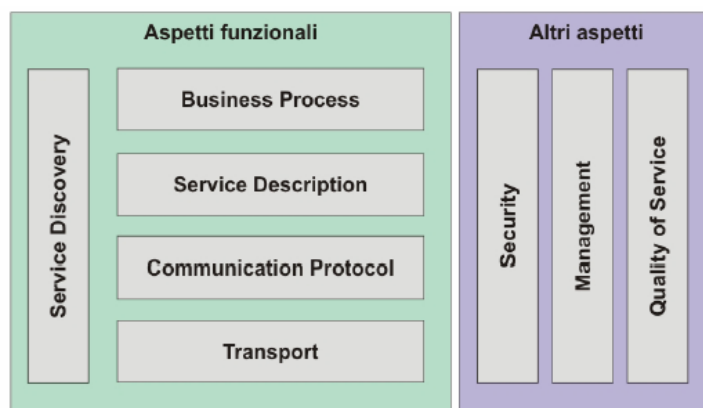 Aspetti funzionali
Service Discovery
Business Process
Service Description
Communication Protocol
Transport
Altri aspetti
Security
Management
Quality of Service